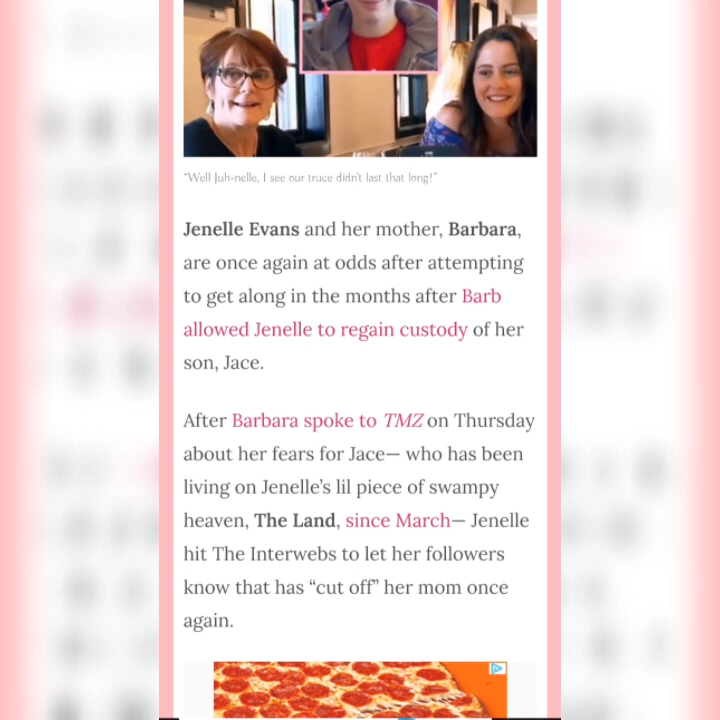 "Well Juh-nelle, I see our truce didn't last that long!"
Jenelle Evans and her mother, Barbara,
are once again at odds after attempting
to get along in the months after Barb
allowed Jenelle to regain custody of her
son, Jace.
After Barbara spoke to TMZ on Thursday
about her fears for Jace— who has been
living on Jenelle's lil piece of swampy
heaven, The Land, since March— Jenelle
hit The Interwebs to let her followers
know that has “cut off” her mom once
again.